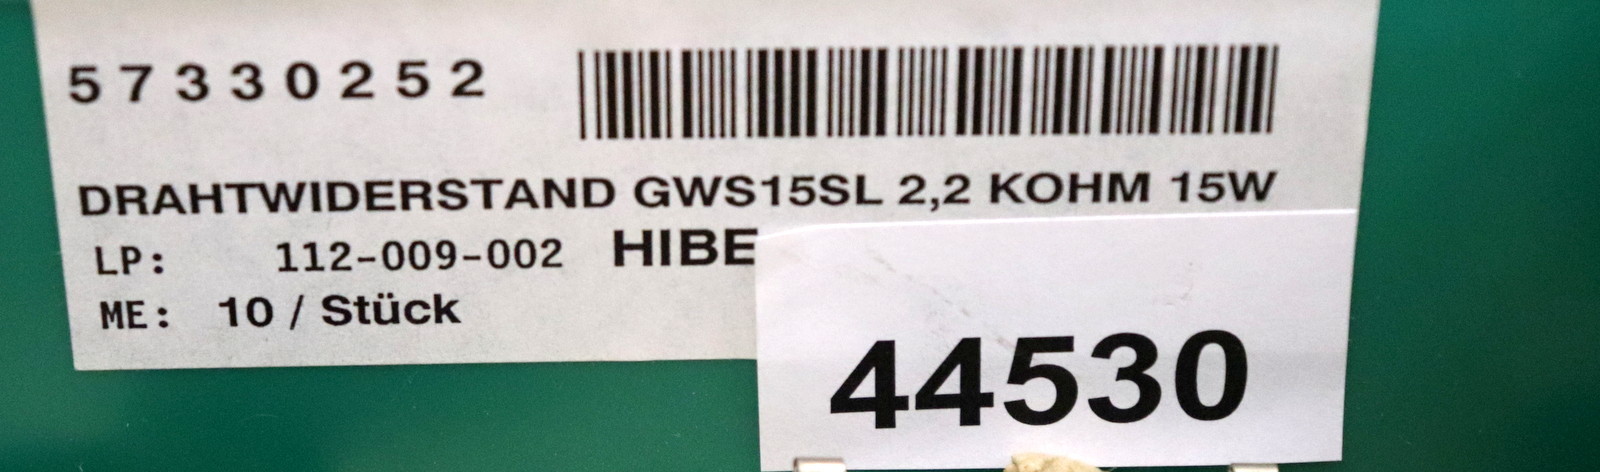 57330252
DRAHTWIDERSTAND GWS15SL 2,2 KOHM 15W
LP: 112-009-002 HIBE
ME: 10 / Stück
44530